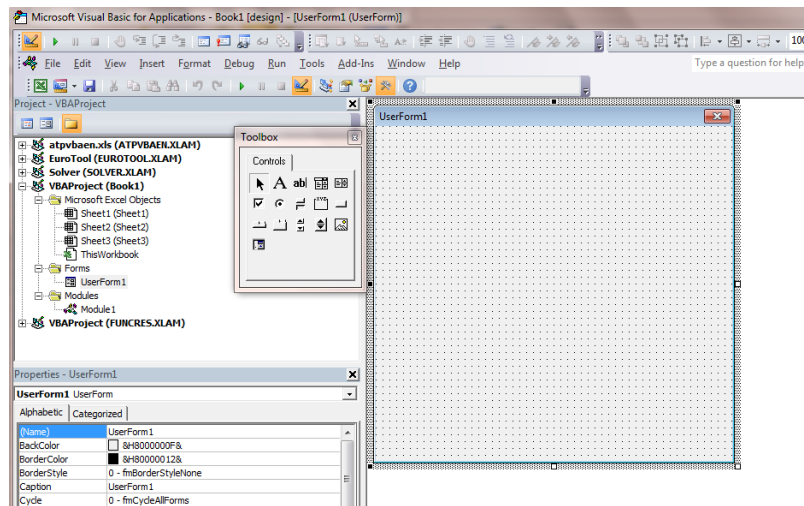 Microsoft Visual Basic for Applications - Book1 [design] - [UserForm1 (UserForm)]
100
File Edit View Insert Format Debug Run Tools Add-Ins Window Help
Type a question for help
Project - VBAProject
atpvbaen.xls (ATPVBAEN.XLAM)
EuroTool (EUROTOOL.XLAM)
Solver (SOLVER.XLAM)
VBAProject (Book1)
Microsoft Excel Objects
Sheet1 (Sheet1)
Sheet2 (Sheet2)
Sheet3 (Sheet3)
ThisWorkbook
Forms
UserForm1
Modules
Module1
VBAProject (FUNCRES.XLAM)
Toolbox
Controls
A ab|
XYZ
UserForm1
Properties - UserForm1
UserForm1 UserForm
Alphabetic Categorized
(Name) UserForm1
BackColor &H8000000F&
BorderColor &H80000012&
BorderStyle 0 - fmBorderStyleNone
Caption UserForm1
Cycle 0 - fmCycleAllForms